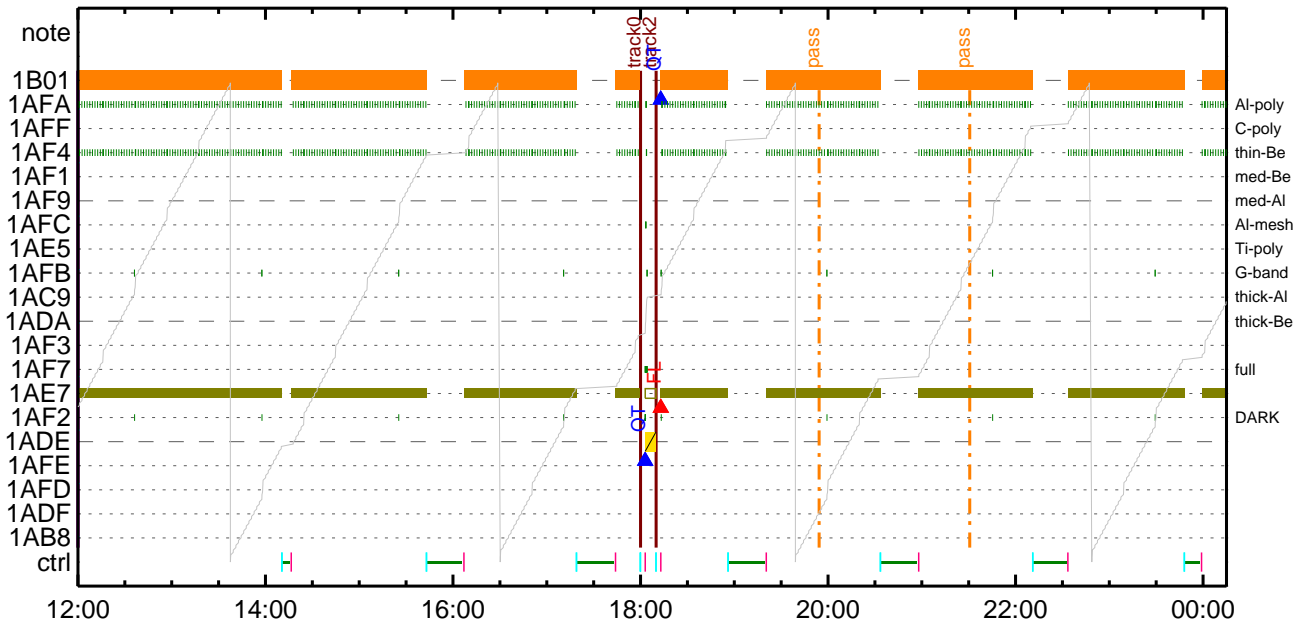 note
track0
track2
QT
pass
pass
1B01
1AFA Al-poly
1AFF C-poly
1AF4 thin-Be
1AF1 med-Be
1AF9 med-Al
1AFC Al-mesh
1AE5 Ti-poly
1AFB G-band
1AC9 thick-Al
1ADA thick-Be
1AF3
1AF7 full
FL
1AE7
1AF2 DARK
QT
1ADE
1AFE
1AFD
1ADF
1AB8
ctrl
12:00 14:00 16:00 18:00 20:00 22:00 00:00